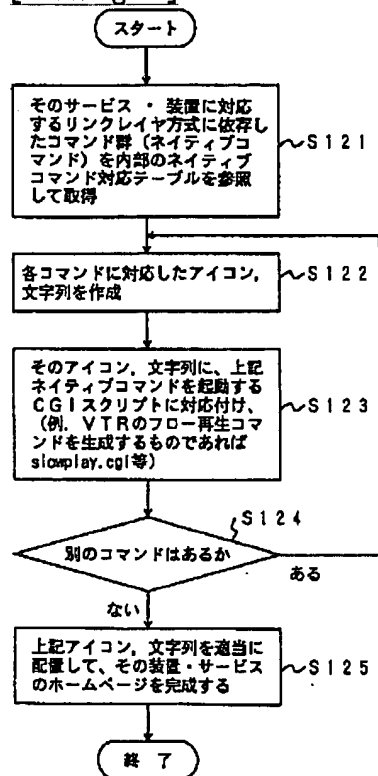 スタート
そのサービス ・ 装置に対応
するリンクレイヤ方式に依存し
たコマンド群（ネイティブコ
マンド）を内部のネイティブ
コマンド対応テーブルを参照
して取得
S121
各コマンドに対応したアイコン，
文字列を作成
S122
そのアイコン，文字列に、上記
ネイティブコマンドを起動する
CGIスクリプトに対応付け、
（例．VTRのフロー再生コマ
ンドを生成するものであれば
slowplay.cgi等）
S123
S124
別のコマンドはあるか
ある
ない
上記アイコン，文字列を適当に
配置して、その装置・サービス
のホームページを完成する
S125
終 了